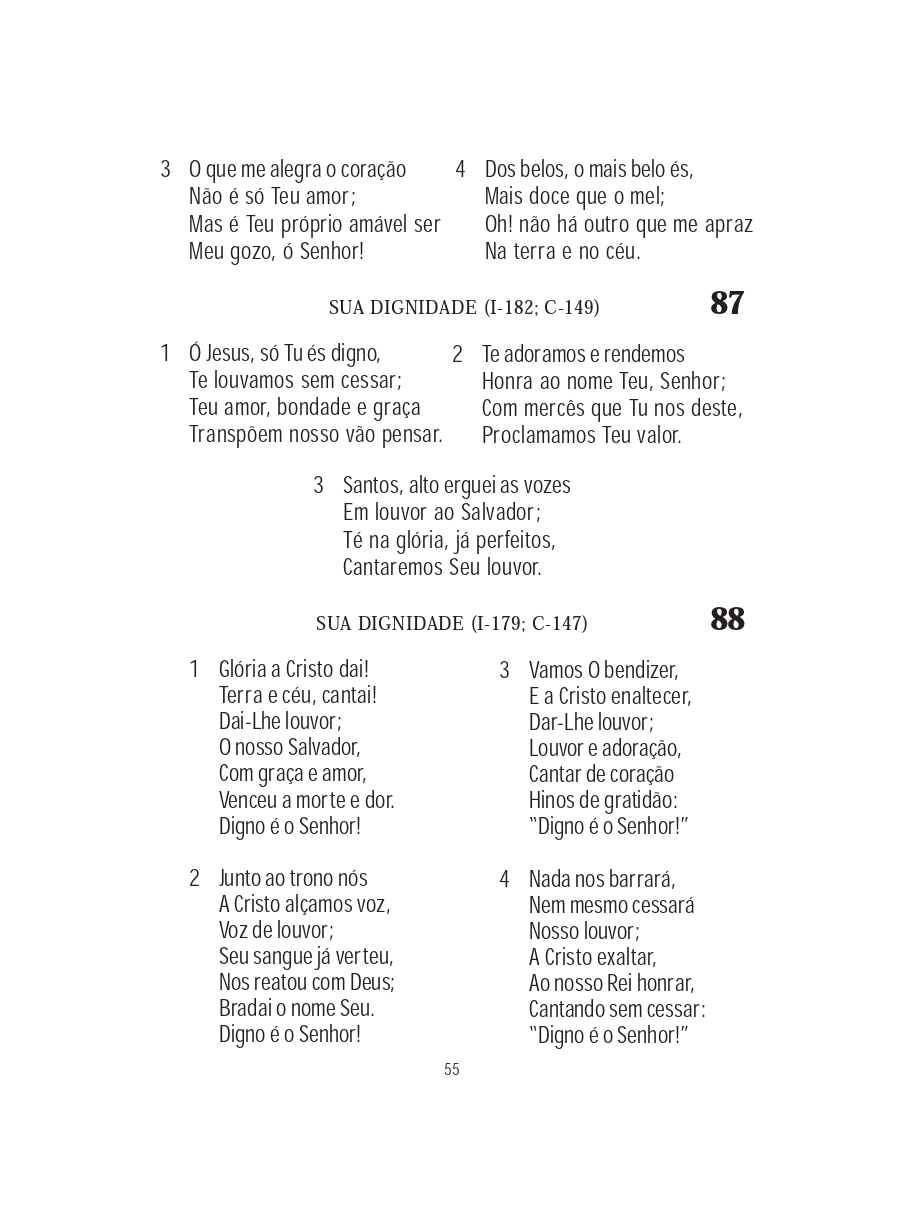 3 O que me alegra o coração
Não é só Teu amor;
Mas é Teu próprio amável ser
Meu gozo, ó Senhor!
4 Dos belos, o mais belo és,
Mais doce que o mel;
Oh! não há outro que me apraz
Na terra e no céu.
SUA DIGNIDADE (I-182; C-149) 87
1 Ó Jesus, só Tu és digno,
Te louvamos sem cessar;
Teu amor, bondade e graça
Transpõem nosso vão pensar.
2 Te adoramos e rendemos
Honra ao nome Teu, Senhor;
Com mercês que Tu nos deste,
Proclamamos Teu valor.
3 Santos, alto erguei as vozes
Em louvor ao Salvador;
Té na glória, já perfeitos,
Cantaremos Seu louvor.
SUA DIGNIDADE (I-179; C-147) 88
1 Glória a Cristo dai!
Terra e céu, cantai!
Dai-Lhe louvor;
O nosso Salvador,
Com graça e amor,
Venceu a morte e dor.
Digno é o Senhor!
2 Junto ao trono nós
A Cristo alçamos voz,
Voz de louvor;
Seu sangue já verteu,
Nos reatou com Deus;
Bradai o nome Seu.
Digno é o Senhor!
3 Vamos O bendizer,
E a Cristo enaltecer,
Dar-Lhe louvor;
Louvor e adoração,
Cantar de coração
Hinos de gratidão:
“Digno é o Senhor!”
4 Nada nos barrará,
Nem mesmo cessará
Nosso louvor;
A Cristo exaltar,
Ao nosso Rei honrar,
Cantando sem cessar:
“Digno é o Senhor!”
55